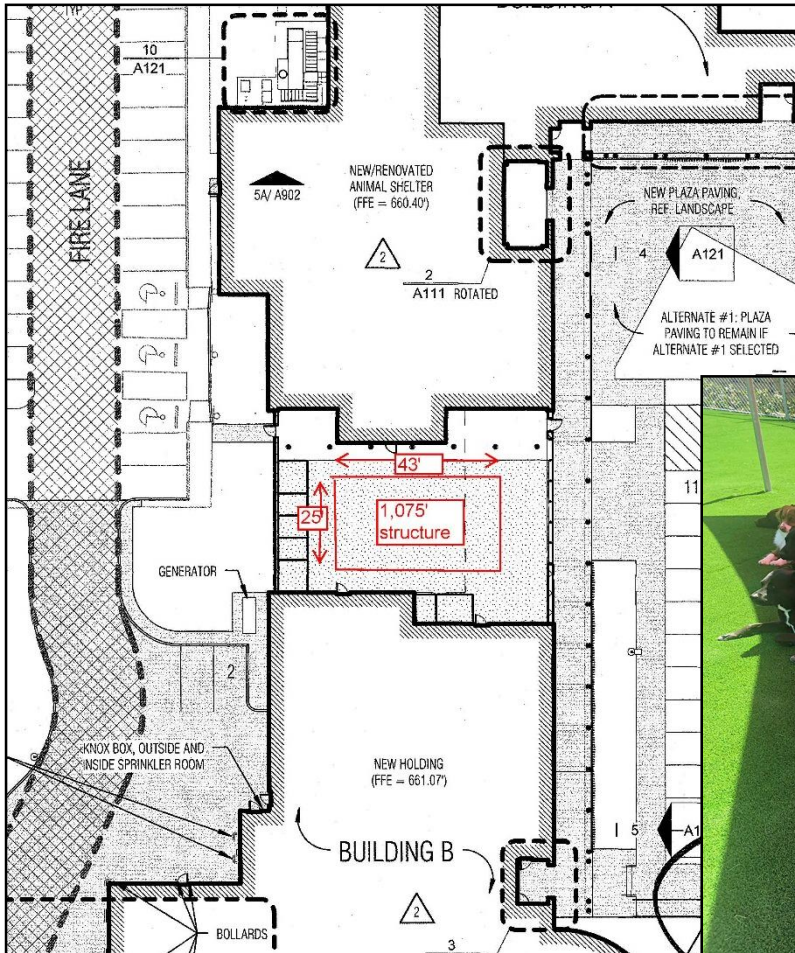 TYP.
10
A121
FIRE LANE
5A/ A902
NEW/RENOVATED
ANIMAL SHELTER
(FFE = 660.40')
2
2
A111 ROTATED
NEW PLAZA PAVING,
REF. LANDSCAPE
4
A121
ALTERNATE #1: PLAZA
PAVING TO REMAIN IF
ALTERNATE #1 SELECTED
43'
25'
1,075'
structure
11
GENERATOR
2
KNOX BOX, OUTSIDE AND
INSIDE SPRINKLER ROOM
NEW HOLDING
(FFE = 661.07')
5
BUILDING B
2
BOLLARDS
3